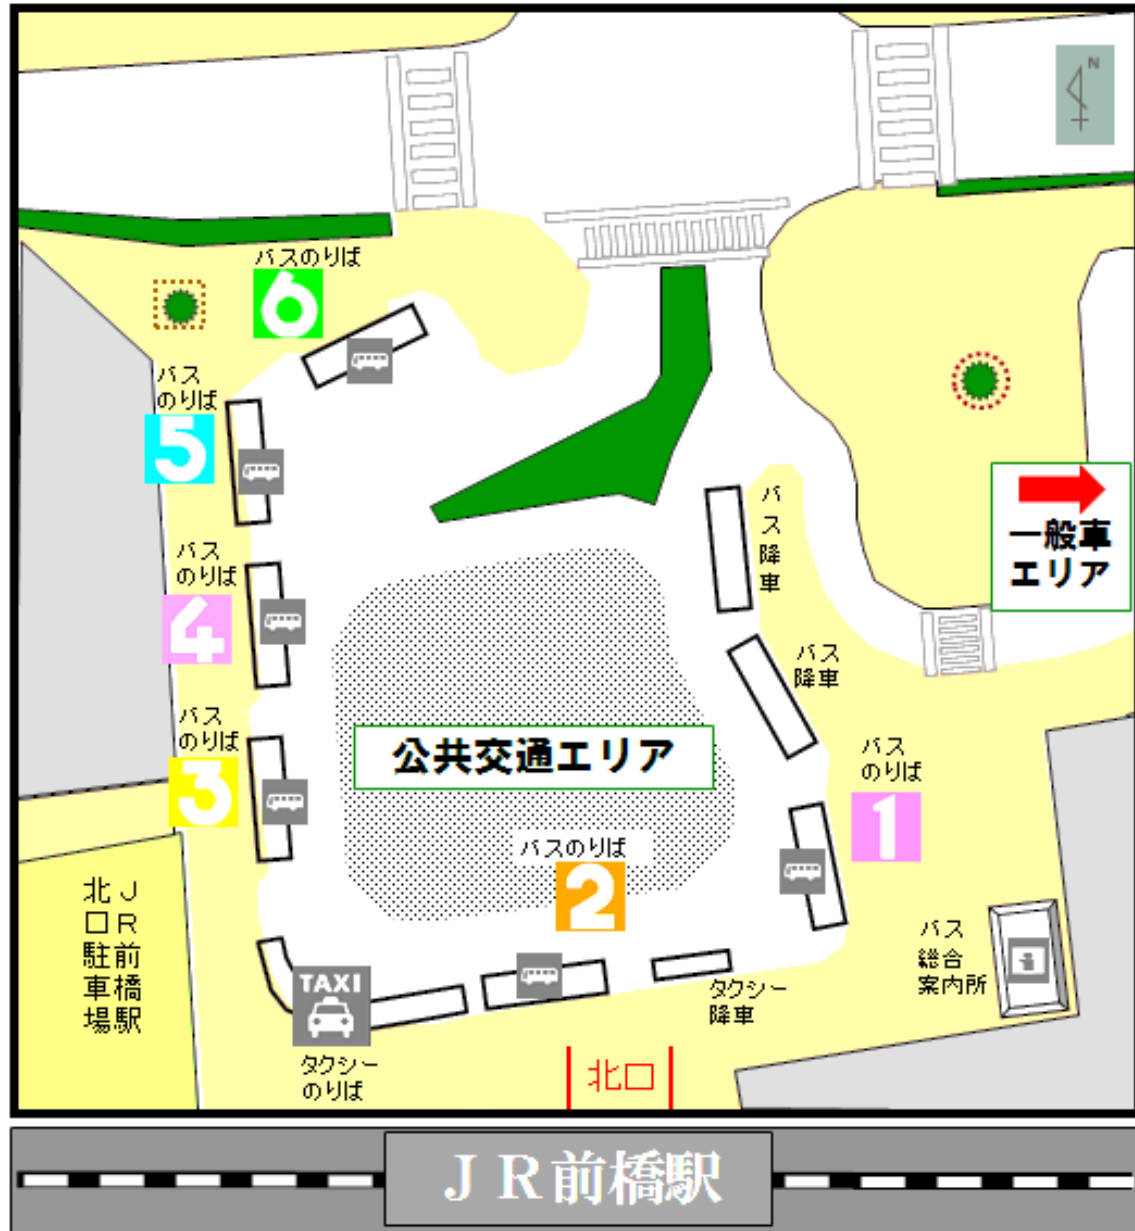 N
バスのりば
6
バス
のりば
5
バス
降車
一般車
エリア
バス
のりば
4
バス
降車
バス
のりば
3
公共交通エリア
バス
のりば
1
バスのりば
2
JR前橋駅
北口駐車場
バス
総合
案内所
TAXI
タクシー
のりば
タクシー
降車
北口
JR前橋駅